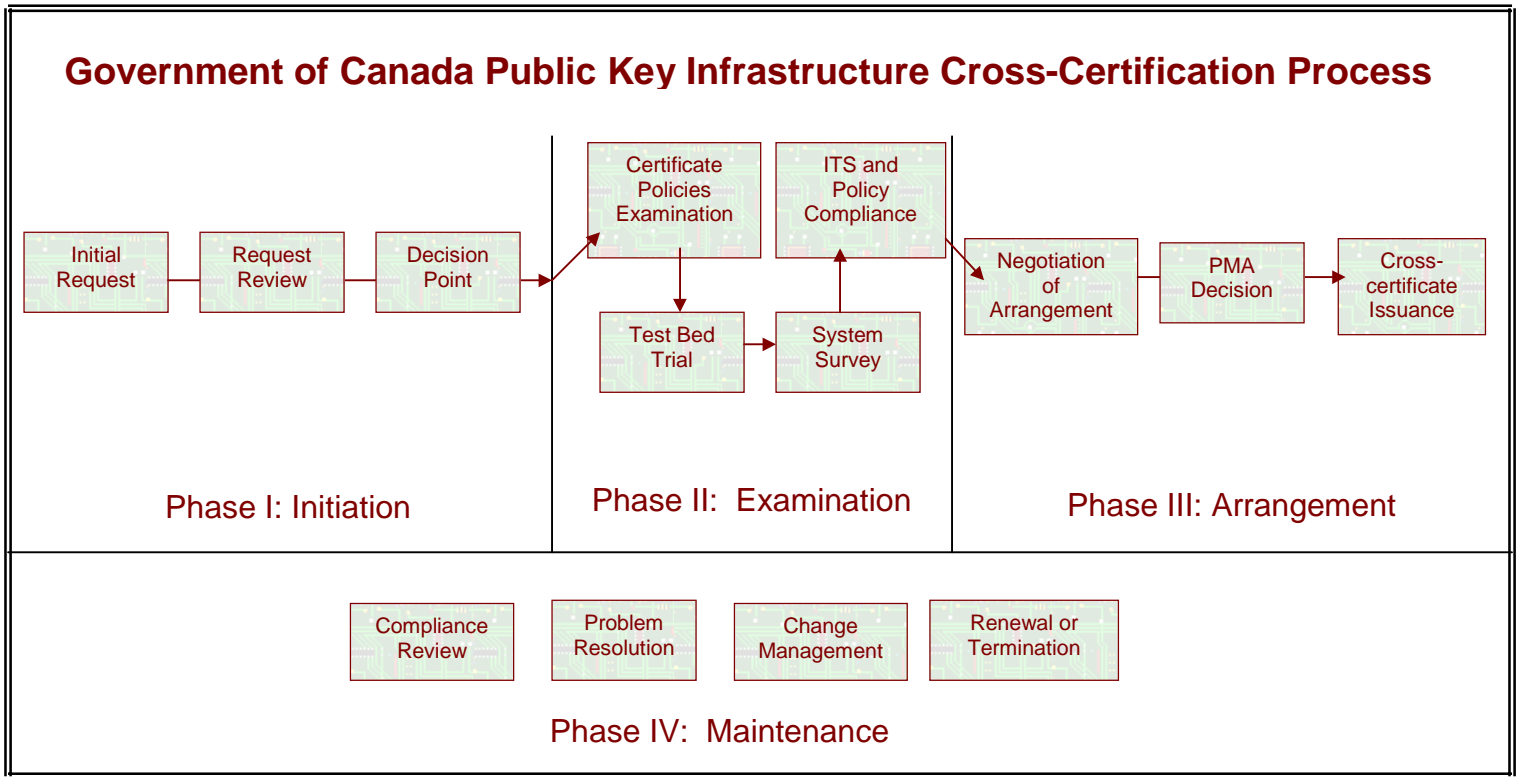 Government of Canada Public Key Infrastructure Cross-Certification Process
Initial
Request
Request
Review
Decision
Point
Certificate
Policies
Examination
Test Bed
Trial
System
Survey
ITS and
Policy
Compliance
Negotiation
of
Arrangement
PMA
Decision
Cross-
certificate
Issuance
Phase I: Initiation
Phase II:  Examination
Phase III: Arrangement
Compliance
Review
Problem
Resolution
Change
Management
Renewal or
Termination
Phase IV:  Maintenance